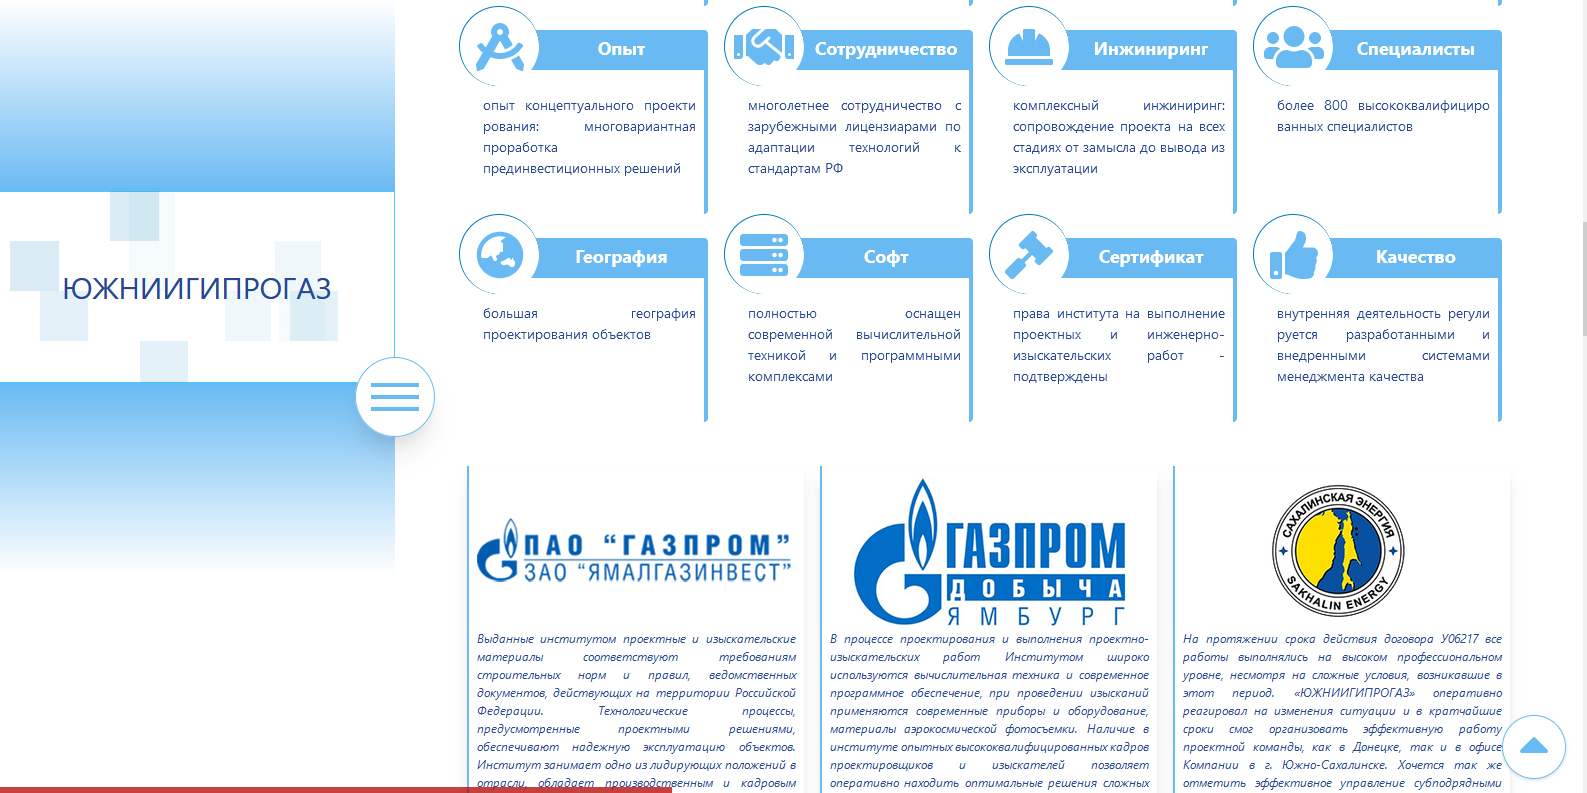 Опыт
опыт концептуального проекти
рования: многовариантная
проработка
прединвестиционных решений
Сотрудничество
многолетнее сотрудничество с
зарубежными лицензиарами по
адаптации технологий к
стандартам РФ
Инжиниринг
комплексный инжиниринг:
сопровождение проекта на всех
стадиях от замысла до вывода из
эксплуатации
Специалисты
более 800 высококвалифициро
ванных специалистов
ЮЖНИИГИПРОГАЗ
География
большая география
проектирования объектов
Софт
полностью оснащен
современной вычислительной
техникой и программными
комплексами
Сертификат
права института на выполнение
проектных и инженерно-
изыскательских работ -
подтверждены
Качество
внутренняя деятельность регули
руется разработанными и
внедренными системами
менеджмента качества
ПАО "ГАЗПРОМ"
ЗАО "ЯМАЛГАЗИНВЕСТ"
Выданные институтом проектные и изыскательские
материалы соответствуют требованиям
строительных норм и правил, ведомственных
документов, действующих на территории Российской
Федерации. Технологические процессы,
предусмотренные проектными решениями,
обеспечивают надежную эксплуатацию объектов.
Институт занимает одно из лидирующих положений в
отрасли, обладает производственным и кадровым
ГАЗПРОМ
ДОБЫЧА
ЯМБУРГ
В процессе проектирования и выполнения проектно-
изыскательских работ Институтом широко
используются вычислительная техника и современное
программное обеспечение, при проведении изысканий
применяются современные приборы и оборудование,
материалы аэрокосмической фотосъемки. Наличие в
институте опытных высококвалифицированных кадров
проектировщиков и изыскателей позволяет
оперативно находить оптимальные решения сложных
САХАЛИНСКАЯ ЭНЕРГИЯ
SAKHALIN ENERGY
На протяжении срока действия договора У06217 все
работы выполнялись на высоком профессиональном
уровне, несмотря на сложные условия, возникавшие в
этот период. «ЮЖНИИГИПРОГАЗ» оперативно
реагировал на изменения ситуации и в кратчайшие
сроки смог организовать эффективную работу
проектной команды, как в Донецке, так и в офисе
Компании в г. Южно-Сахалинске. Хочется так же
отметить эффективное управление субподрядными